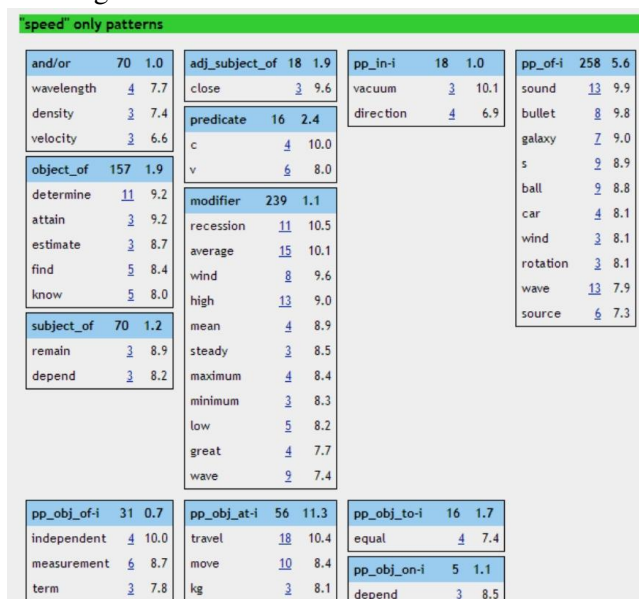 "speed" only patterns
and/or 70 1.0
wavelength 4 7.7
density 3 7.4
velocity 3 6.6
object_of 157 1.9
determine 11 9.2
attain 3 9.2
estimate 3 8.7
find 5 8.4
know 5 8.0
subject_of 70 1.2
remain 3 8.9
depend 3 8.2
adj_subject_of 18 1.9
close 3 9.6
predicate 16 2.4
c 4 10.0
v 6 8.0
modifier 239 1.1
recession 11 10.5
average 15 10.1
wind 8 9.6
high 13 9.0
mean 4 8.9
steady 3 8.5
maximum 4 8.4
minimum 3 8.3
low 5 8.2
great 4 7.7
wave 9 7.4
pp_in-i 18 1.0
vacuum 3 10.1
direction 4 6.9
pp_of-i 258 5.6
sound 13 9.9
bullet 8 9.8
galaxy 7 9.0
s 9 8.9
ball 9 8.8
car 4 8.1
wind 3 8.1
rotation 3 8.1
wave 13 7.9
source 6 7.3
pp_obj_of-i 31 0.7
independent 4 10.0
measurement 6 8.7
term 3 7.8
pp_obj_at-i 56 11.3
travel 18 10.4
move 10 8.4
kg 3 8.1
pp_obj_to-i 16 1.7
equal 4 7.4
pp_obj_on-i 5 1.1
depend 3 8.5